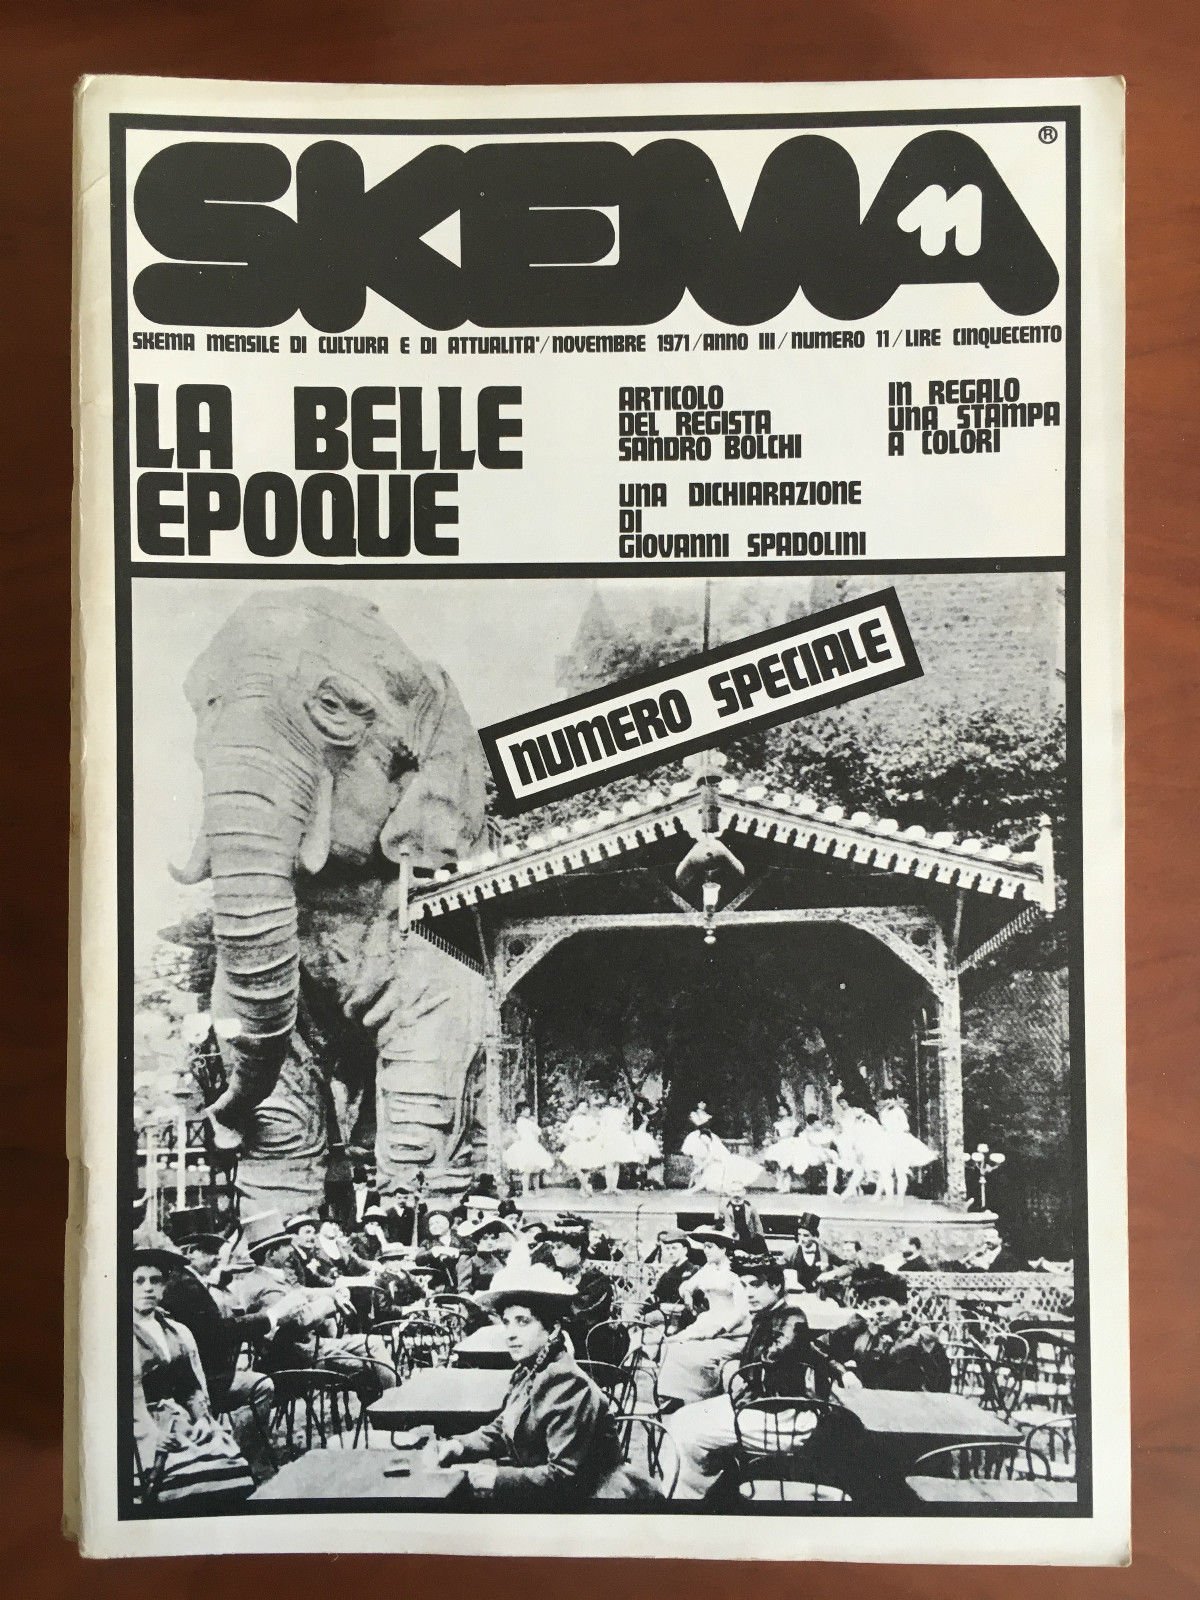 SKEMA 11 ®
SKEMA MENSILE DI CULTURA E DI ATTUALITA'/NOVEMBRE 1971/ANNO III/NUMERO 11/LIRE CINQUECENTO
LA BELLE
EPOQUE
ARTICOLO
DEL REGISTA
SANDRO BOLCHI
UNA DICHIARAZIONE
DI
GIOVANNI SPADOLINI
IN REGALO
UNA STAMPA
A COLORI
NUMERO SPECIALE